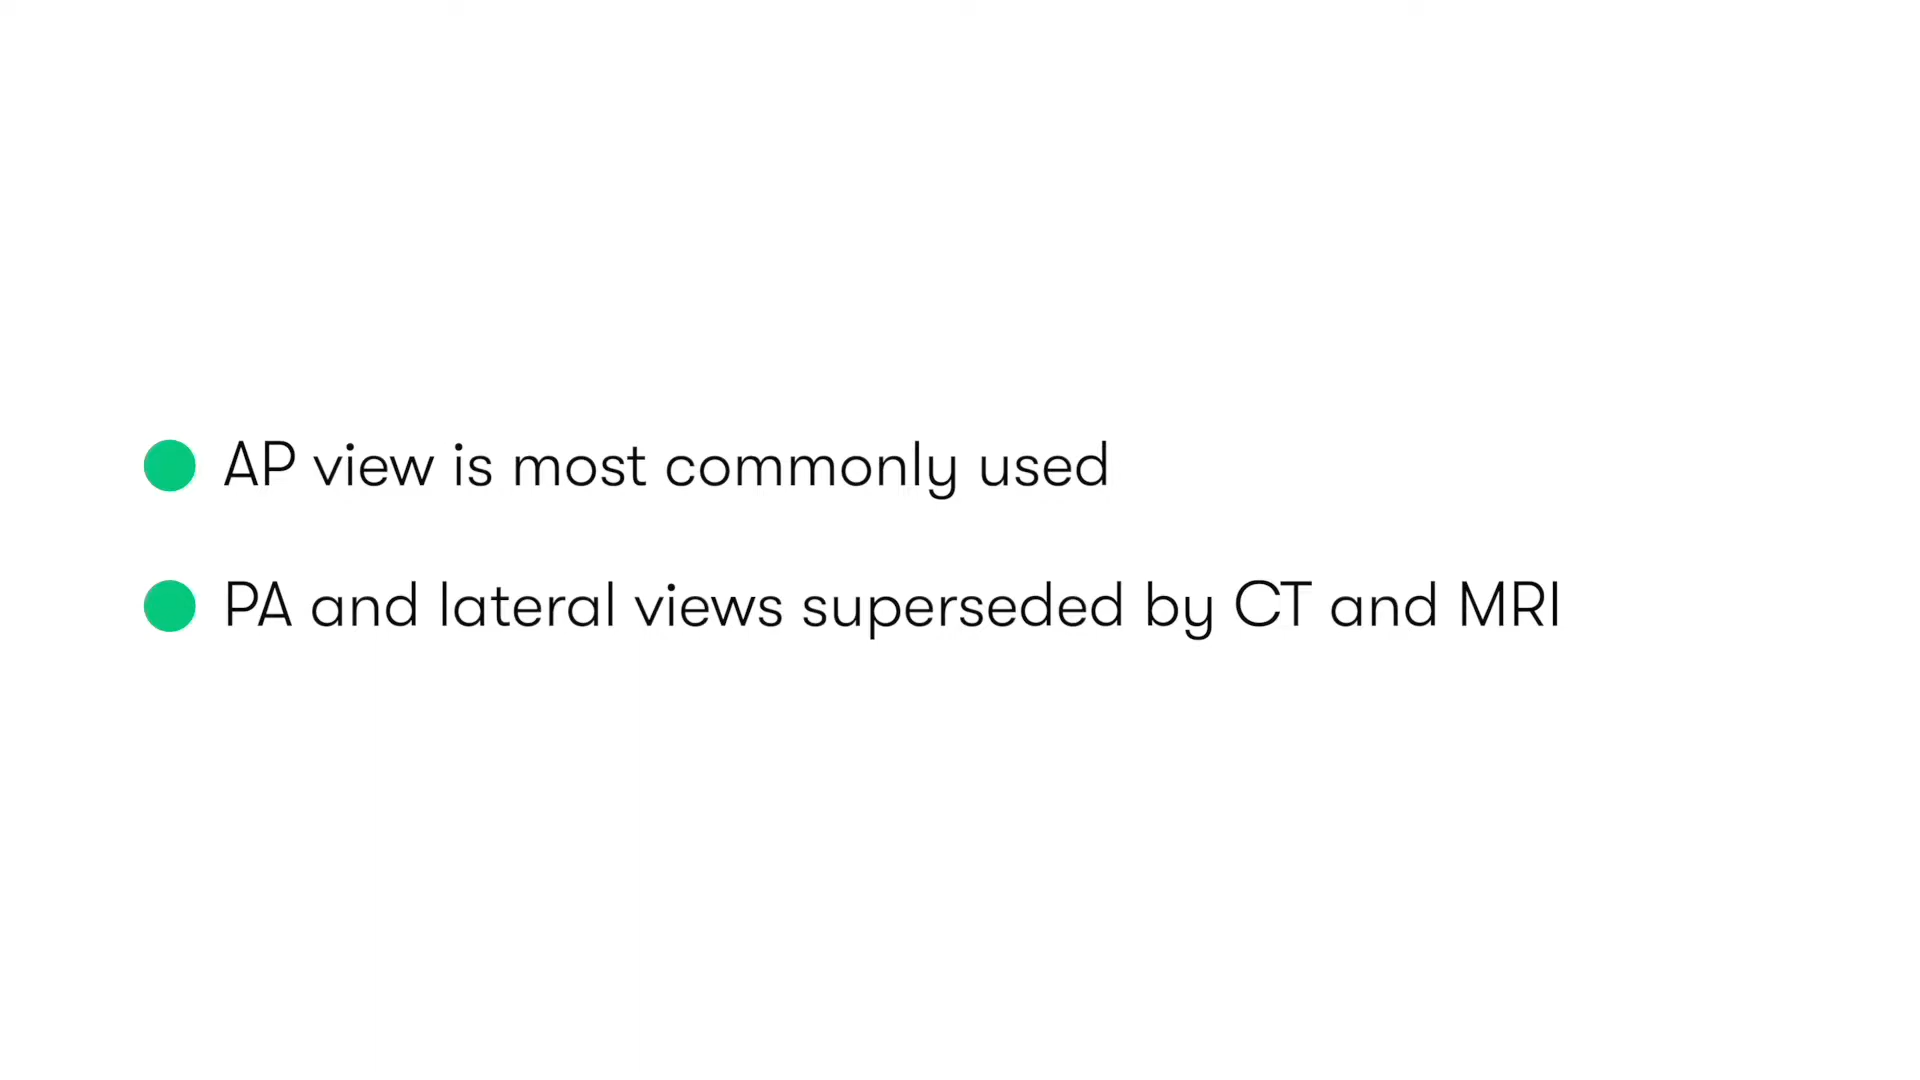 AP view is most commonly used
PA and lateral views superseded by CT and MRI